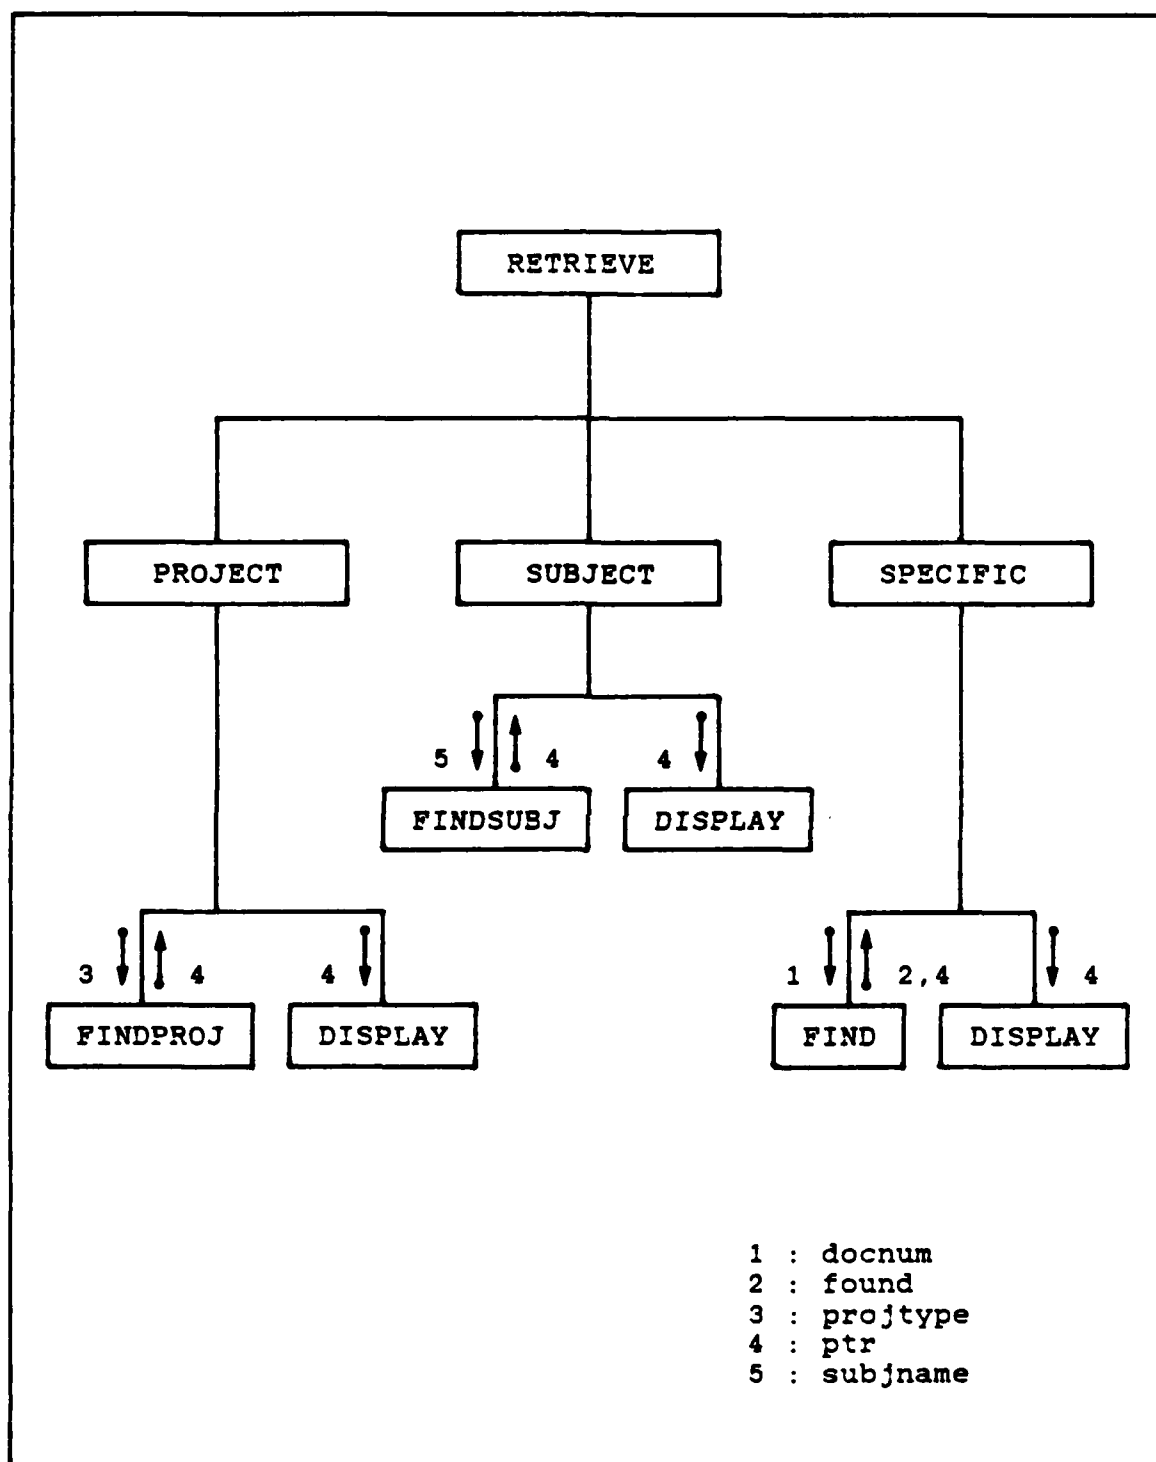 RETRIEVE
PROJECT SUBJECT SPECIFIC
5 4 4
FINDSUBJ DISPLAY
3 4 4 1 2,4 4
FINDPROJ DISPLAY FIND DISPLAY
1 : docnum
2 : found
3 : projtype
4 : ptr
5 : subjname